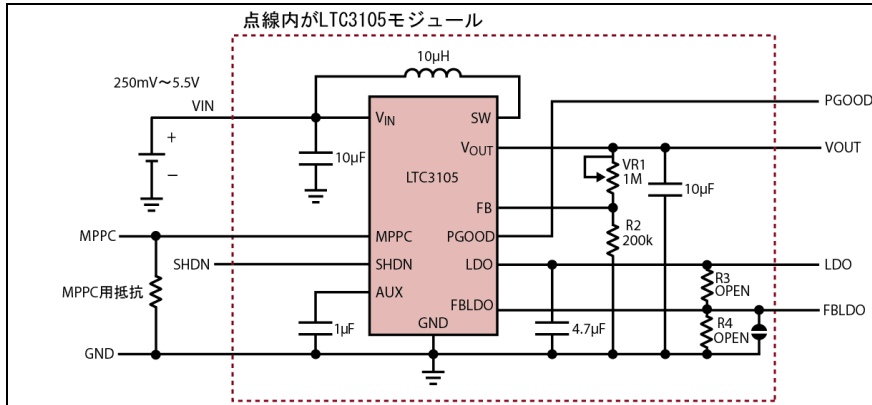 点線内がLTC3105モジュール
10μH
250mV～5.5V
VIN
VIN
SW
PGOOD
+
−
10μF
VOUT
VOUT
VR1
1M
10μF
LTC3105
FB
R2
200k
MPPC
MPPC
PGOOD
SHDN
SHDN
LDO
LDO
MPPC用抵抗
AUX
R3
OPEN
FBLDO
FBLDO
1μF
GND
4.7μF
R4
OPEN
GND